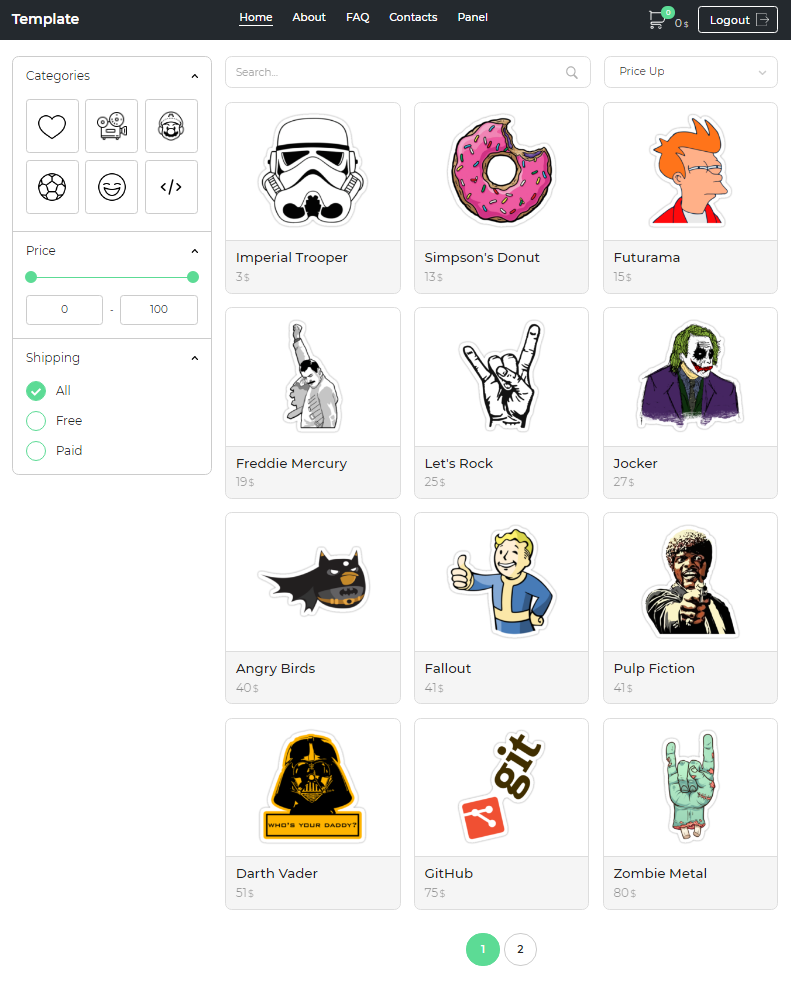 Template
Home About FAQ Contacts Panel
0
0 $
Logout
Categories
</>
Price
0 - 100
Shipping
All
Free
Paid
Search...
Price Up
Imperial Trooper
3 $
Simpson's Donut
13 $
Futurama
15 $
Freddie Mercury
19 $
Let's Rock
25 $
Jocker
27 $
Angry Birds
40 $
Fallout
41 $
Pulp Fiction
41 $
WHO'S YOUR DADDY?
Darth Vader
51 $
git
GitHub
75 $
Zombie Metal
80 $
1 2